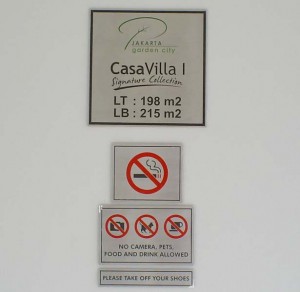 JAKARTA
garden city
CasaVilla I
Signature Collection
LT : 198 m2
LB : 215 m2
NO CAMERA, PETS,
FOOD AND DRINK ALLOWED
PLEASE TAKE OFF YOUR SHOES